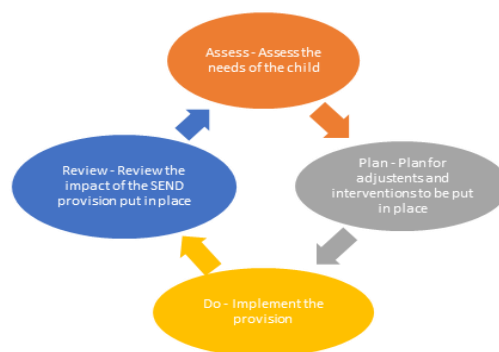 Assess - Assess the
needs of the child
Plan - Plan for
adjustents and
interventions to be put
in place
Do - Implement the
provision
Review - Review the
impact of the SEND
provision put in place